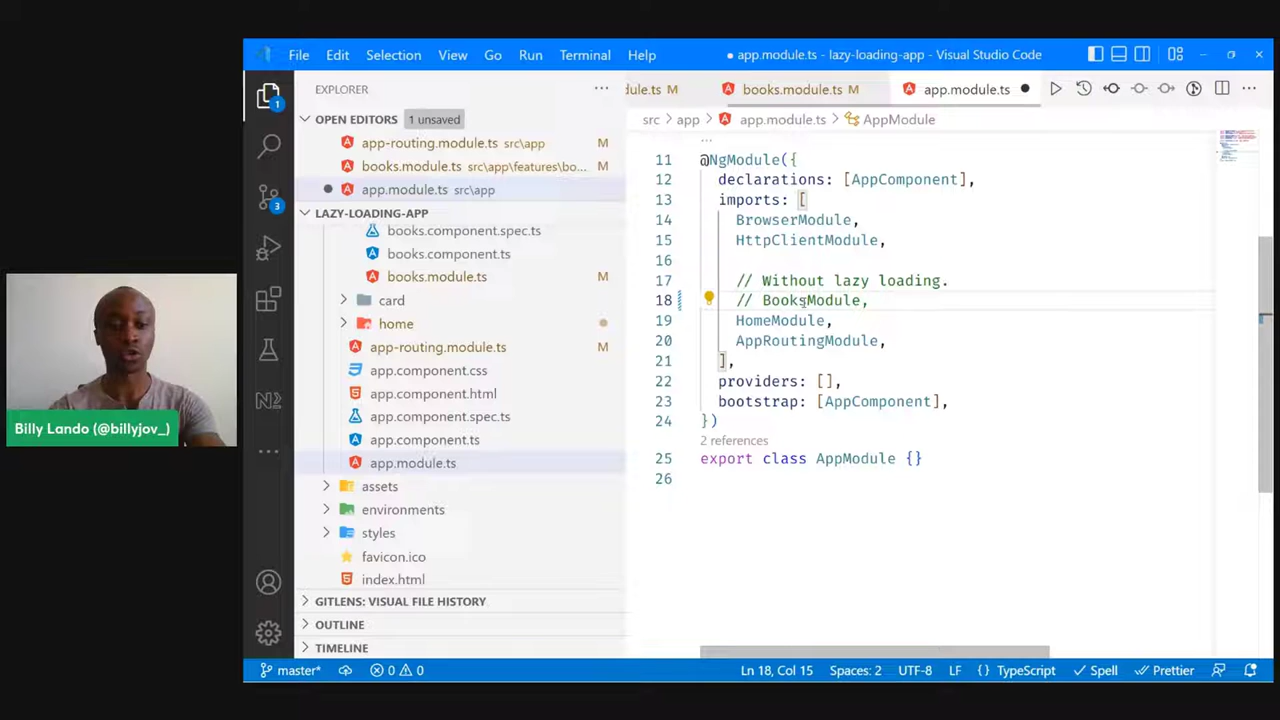 File Edit Selection View Go Run Terminal Help
● app.module.ts - lazy-loading-app - Visual Studio Code
EXPLORER
OPEN EDITORS 1 unsaved
app-routing.module.ts src\app M
books.module.ts src\app\features\bo... M
app.module.ts src\app
LAZY-LOADING-APP
books.component.spec.ts
books.component.ts
books.module.ts M
card
home
app-routing.module.ts M
app.component.css
app.component.html
app.component.spec.ts
app.component.ts
app.module.ts
assets
environments
styles
favicon.ico
index.html
GITLENS: VISUAL FILE HISTORY
OUTLINE
TIMELINE
1
3
dule.ts M
books.module.ts M
app.module.ts
src > app > app.module.ts > AppModule
11 @NgModule({
12 declarations: [AppComponent],
13 imports: [
14 BrowserModule,
15 HttpClientModule,
16
17 // Without lazy loading.
18 // BooksModule,
19 HomeModule,
20 AppRoutingModule,
21 ],
22 providers: [],
23 bootstrap: [AppComponent],
24 })
2 references
25 export class AppModule {}
26
Billy Lando (@billyjov_)
master* 0 0 Ln 18, Col 15 Spaces: 2 UTF-8 LF {} TypeScript Spell Prettier